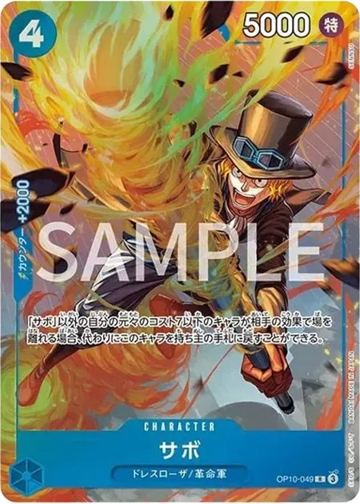 4
5000
特
カウンター +2000
SAMPLE
「サボ」以外の自分の元々のコスト7以下のキャラが相手の効果で場を
離れる場合、代わりにこのキャラを持ち主の手札に戻すことができる。
CHARACTER
サボ
ドレスローザ/革命軍
OP10-049 R 3